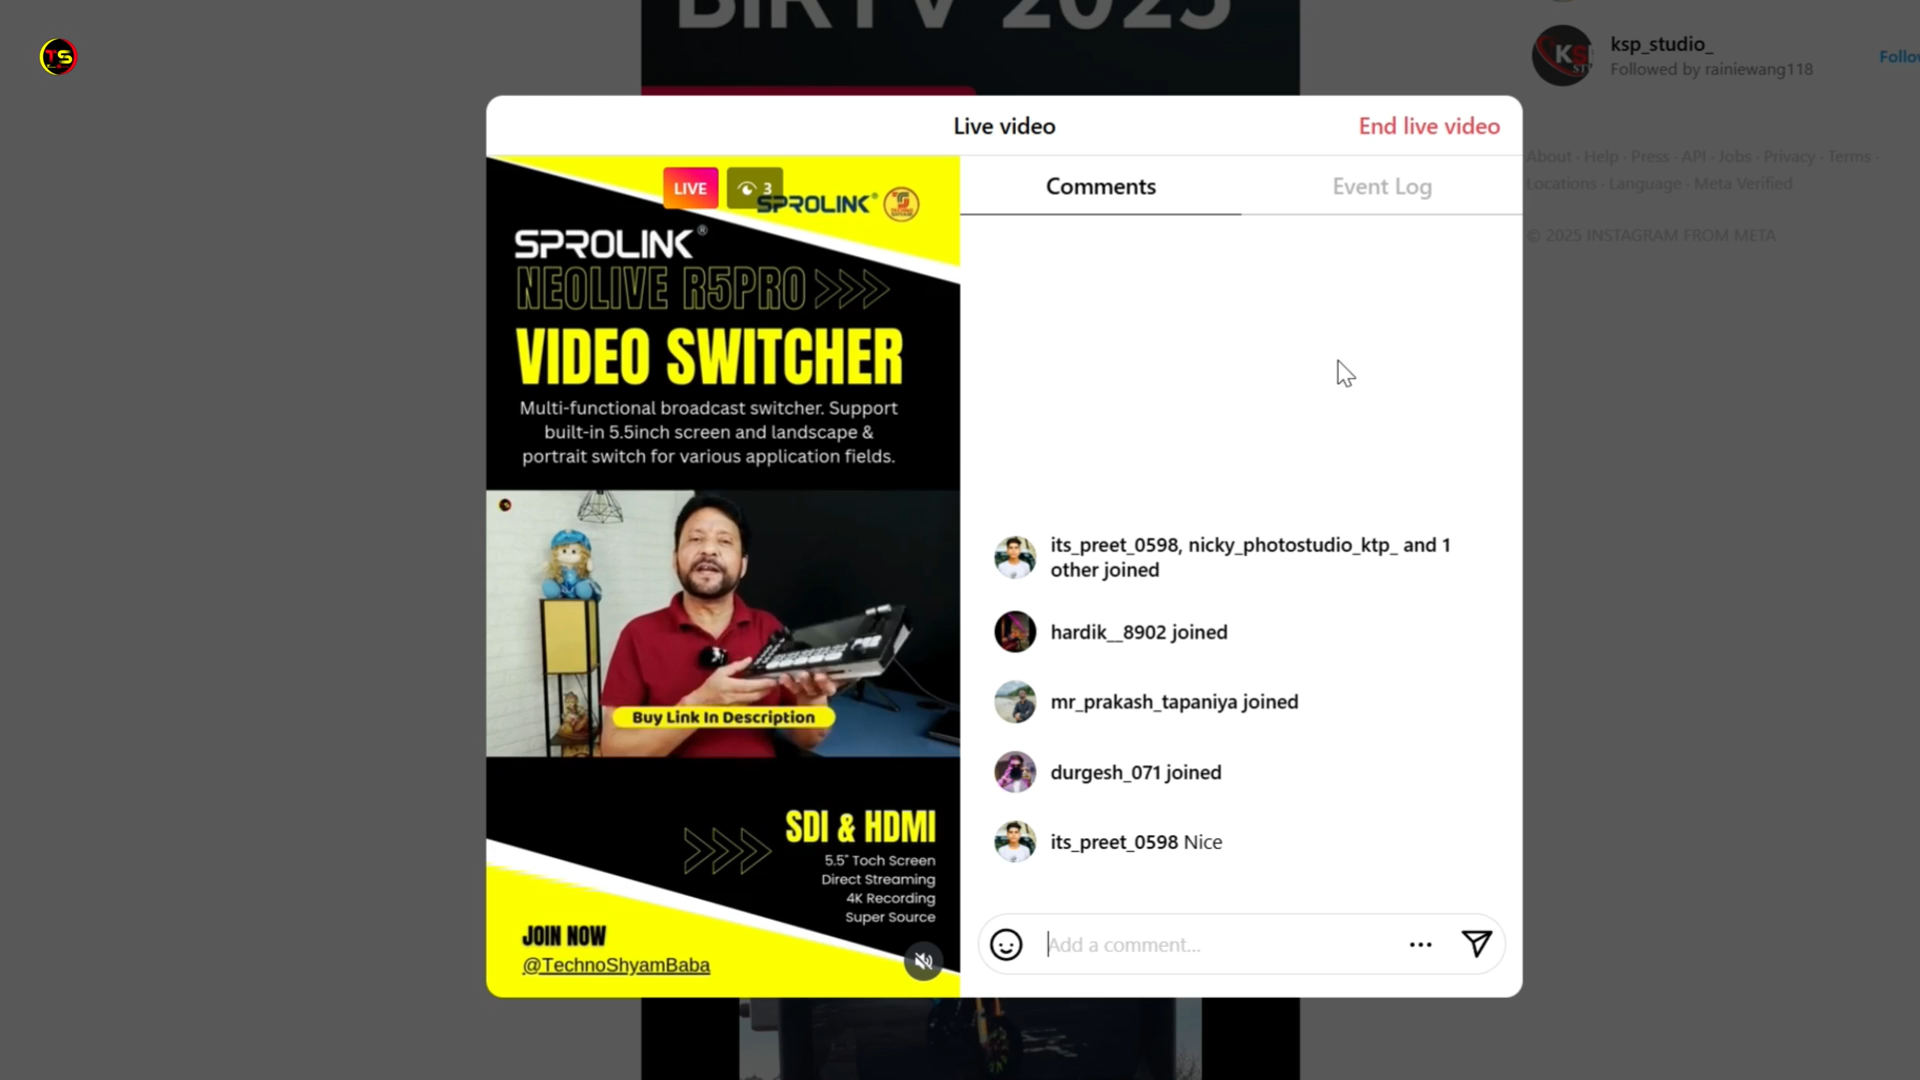 BIRTV 2025
TS
ksp_studio_
Followed by rainiewang118
Follow
Live video
End live video
LIVE
3
SPROLINK®
SPROLINK®
NEOLIVE R5PRO
VIDEO SWITCHER
Multi-functional broadcast switcher. Support
built-in 5.5inch screen and landscape &
portrait switch for various application fields.
Buy Link In Description
SDI & HDMI
5.5" Toch Screen
Direct Streaming
4K Recording
Super Source
JOIN NOW
@TechnoShyamBaba
Comments
Event Log
its_preet_0598, nicky_photostudio_ktp_ and 1
other joined
hardik__8902 joined
mr_prakash_tapaniya joined
durgesh_071 joined
its_preet_0598 Nice
Add a comment...
About · Help · Press · API · Jobs · Privacy · Terms ·
Locations · Language · Meta Verified
© 2025 INSTAGRAM FROM META